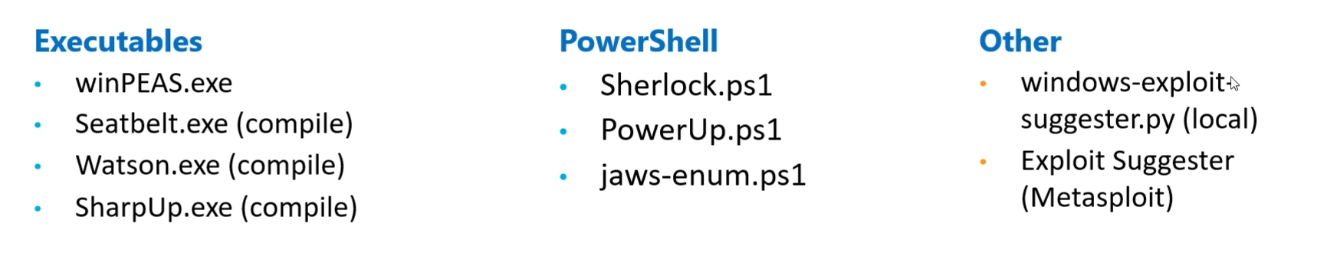 Executables
• winPEAS.exe
• Seatbelt.exe (compile)
• Watson.exe (compile)
• SharpUp.exe (compile)
PowerShell
• Sherlock.ps1
• PowerUp.ps1
• jaws-enum.ps1
Other
• windows-exploit-
suggester.py (local)
• Exploit Suggester
(Metasploit)